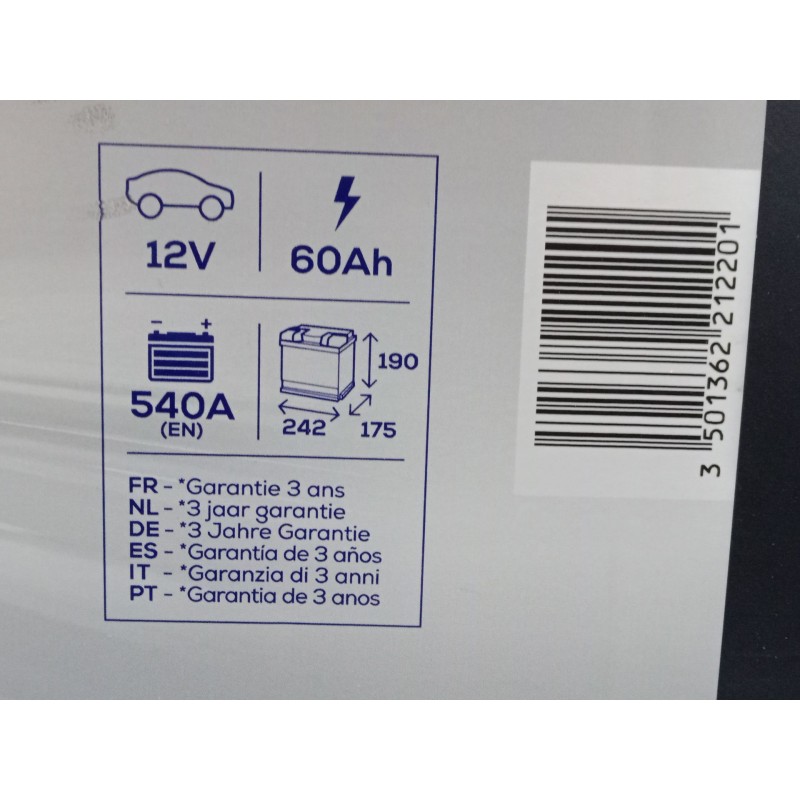 12V
60Ah
- +
540A
(EN)
190
242
175
FR - *Garantie 3 ans
NL - *3 jaar garantie
DE - *3 Jahre Garantie
ES - *Garantía de 3 años
IT - *Garanzia di 3 anni
PT - *Garantia de 3 anos
3 501362 212201